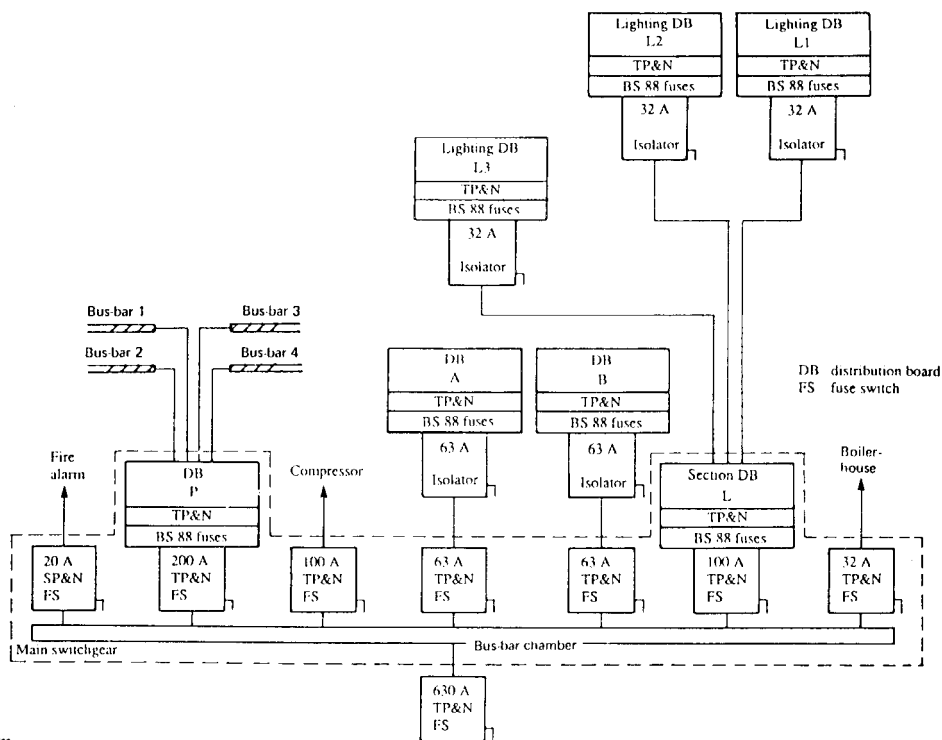 Lighting DB
L2
TP&N
BS 88 fuses
32 A
Isolator
Lighting DB
L1
TP&N
BS 88 fuses
32 A
Isolator
Lighting DB
L3
TP&N
BS 88 fuses
32 A
Isolator
Bus-bar 1
Bus-bar 3
Bus-bar 2
Bus-bar 4
DB
A
TP&N
BS 88 fuses
63 A
Isolator
DB
B
TP&N
BS 88 fuses
63 A
Isolator
DB distribution board
FS fuse switch
Fire
alarm
DB
P
TP&N
BS 88 fuses
Compressor
Section DB
L
TP&N
BS 88 fuses
Boiler-
house
20 A
SP&N
FS
200 A
TP&N
FS
100 A
TP&N
FS
63 A
TP&N
FS
63 A
TP&N
FS
100 A
TP&N
FS
32 A
TP&N
FS
Main switchgear
Bus-bar chamber
630 A
TP&N
FS